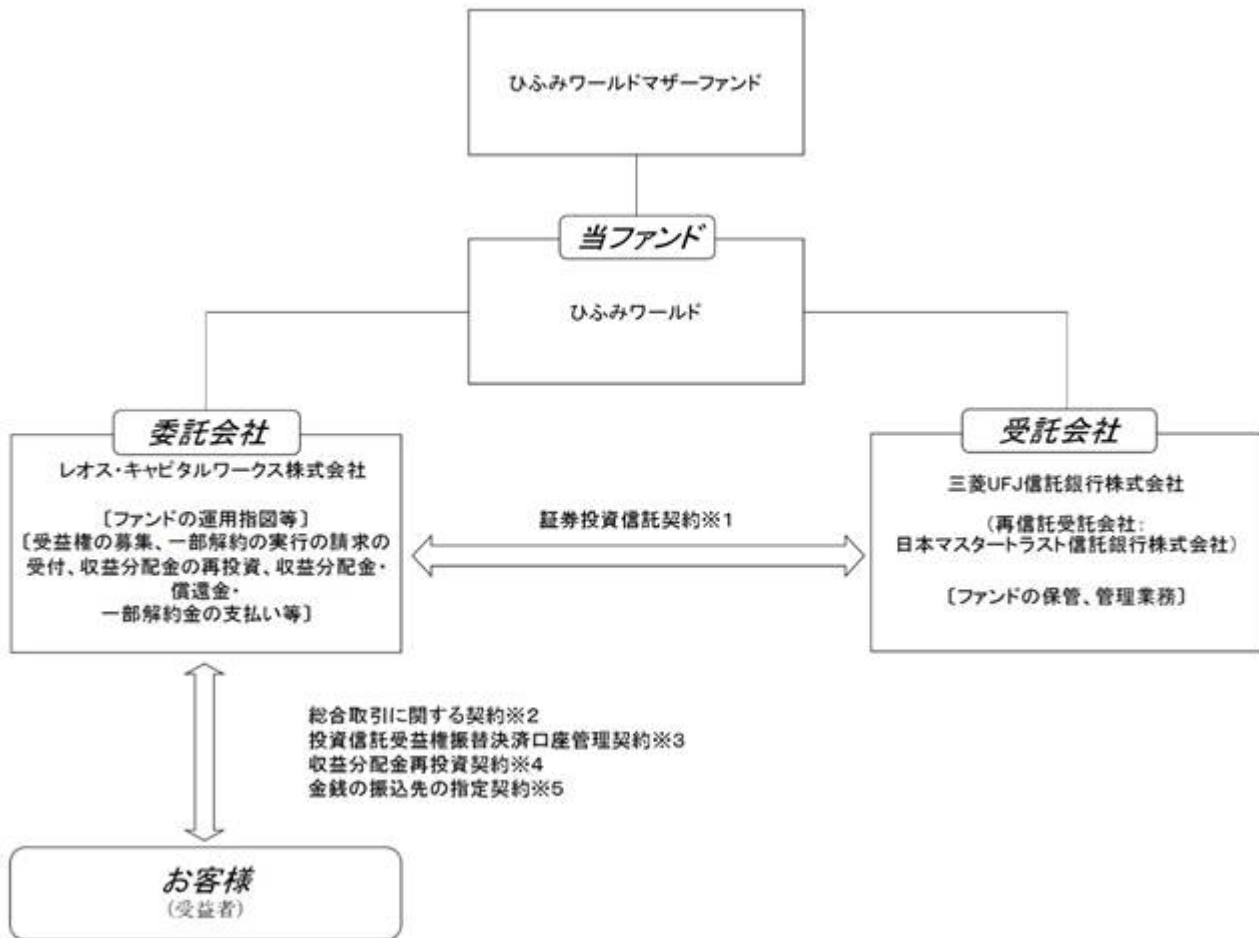 ひふみワールドマザーファンド
当ファンド
ひふみワールド
委託会社
レオス・キャピタルワークス株式会社
〔ファンドの運用指図等〕
〔受益権の募集、一部解約の実行の請求の
受付、収益分配金の再投資、収益分配金・
償還金・
一部解約金の支払い等〕
証券投資信託契約※1
受託会社
三菱UFJ信託銀行株式会社
(再信託受託会社:
日本マスタートラスト信託銀行株式会社)
〔ファンドの保管、管理業務〕
総合取引に関する契約※2
投資信託受益権振替決済口座管理契約※3
収益分配金再投資契約※4
金銭の振込先の指定契約※5
お客様
(受益者)